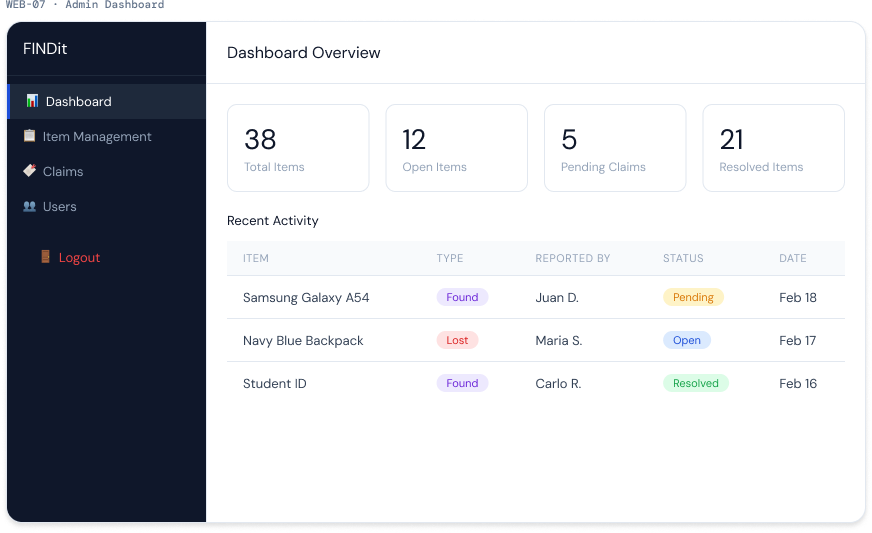 WEB-07 · Admin Dashboard
FINDit
Dashboard
Item Management
Claims
Users
Logout
Dashboard Overview
38
Total Items
12
Open Items
5
Pending Claims
21
Resolved Items
Recent Activity
ITEM TYPE REPORTED BY STATUS DATE
Samsung Galaxy A54 Found Juan D. Pending Feb 18
Navy Blue Backpack Lost Maria S. Open Feb 17
Student ID Found Carlo R. Resolved Feb 16